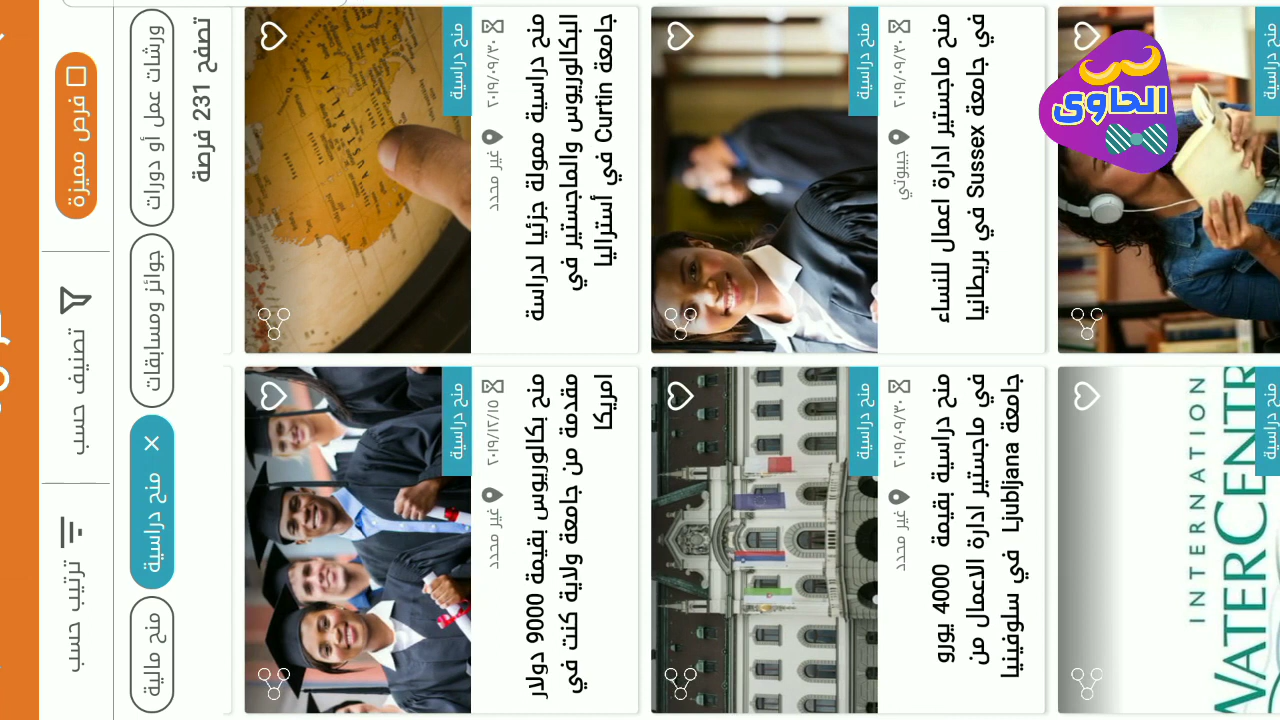 فرص مميزة
تصنيف حسب
ترتيب حسب
ورشات عمل أو دورات
جوائز ومسابقات
منح دراسية
منح مالية
تصفح 231 فرصة
منح دراسية
٢٠١٩/٠٩/٣٠
غير محدد
منح دراسية ممولة جزئيا لدراسة
البكالوريوس والماجستير في
جامعة Curtin في أستراليا
منح دراسية
٢٠١٩/١٢/١٥
غير محدد
منح بكالوريوس بقيمة 9000 دولار
مقدمة من جامعة ولاية كنت في
امريكا
منح دراسية
٢٠١٩/٠٩/٣٠
جيبوتي
منح ماجستير ادارة اعمال للنساء
في جامعة Sussex في بريطانيا
منح دراسية
٢٠١٩/٠٩/٣٠
غير محدد
منح دراسية بقيمة 4000 يورو
في ماجستير ادارة الاعمال من
جامعة ljubljana في سلوفينيا
منح دراسية
الحاوى
منح دراسية
INTERNATION
WATERCENTR